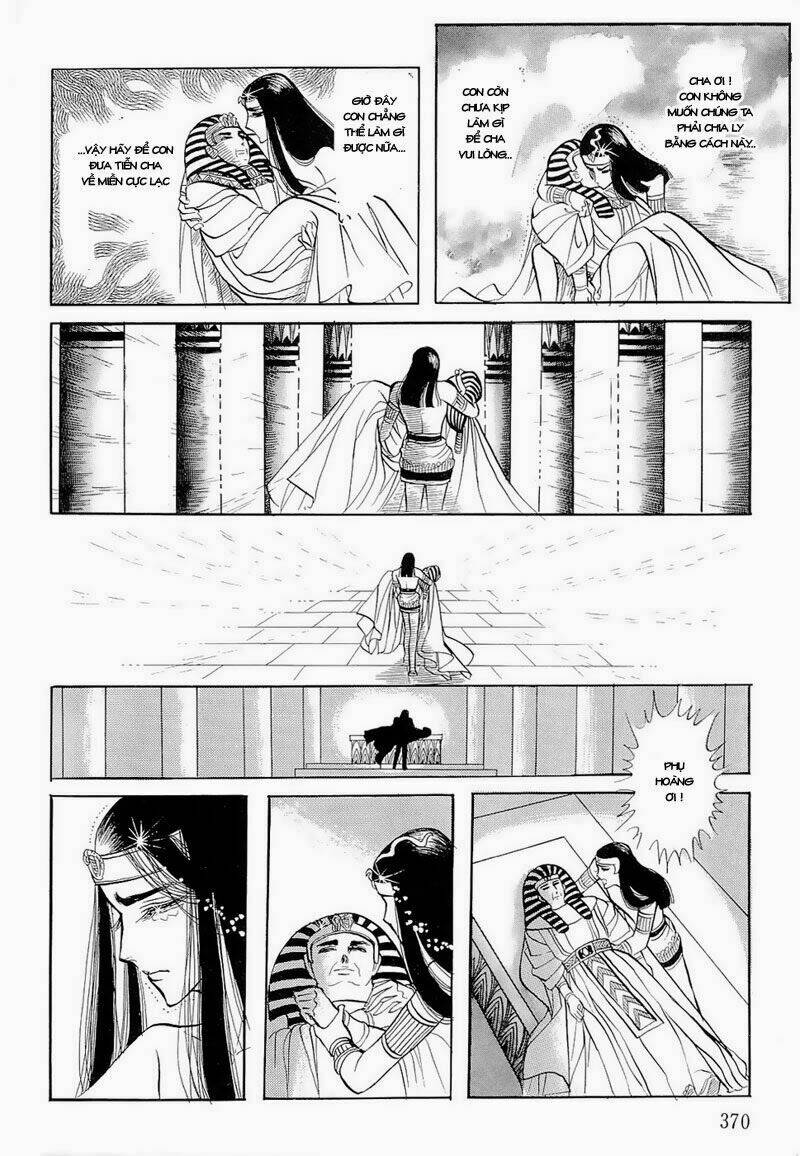 CHA ƠI !
CON KHÔNG
MUỐN CHÚNG TA
PHẢI CHIA LY
BẰNG CÁCH NÀY..
CON CÒN
CHƯA KỊP
LÀM GÌ
ĐỂ CHA
VUI LÒNG..
GIỜ ĐÂY
CON CHẲNG
THỂ LÀM GÌ
ĐƯỢC NỮA...
...VẬY HÃY ĐỂ CON
ĐƯA TIỄN CHA
VỀ MIỀN CỰC LẠC
PHỤ
HOÀNG
ƠI !
370